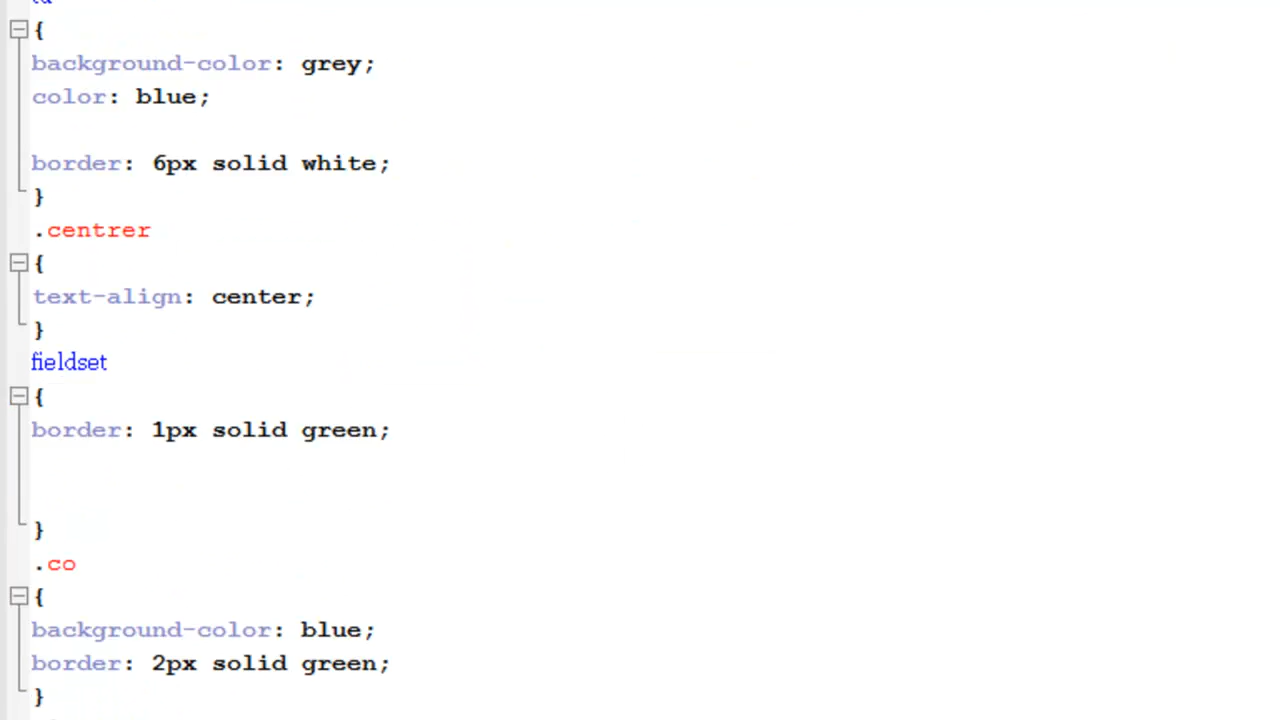 {
background-color: grey;
color: blue;
border: 6px solid white;
}
.centrer
{
text-align: center;
}
fieldset
{
border: 1px solid green;
}
.co
{
background-color: blue;
border: 2px solid green;
}